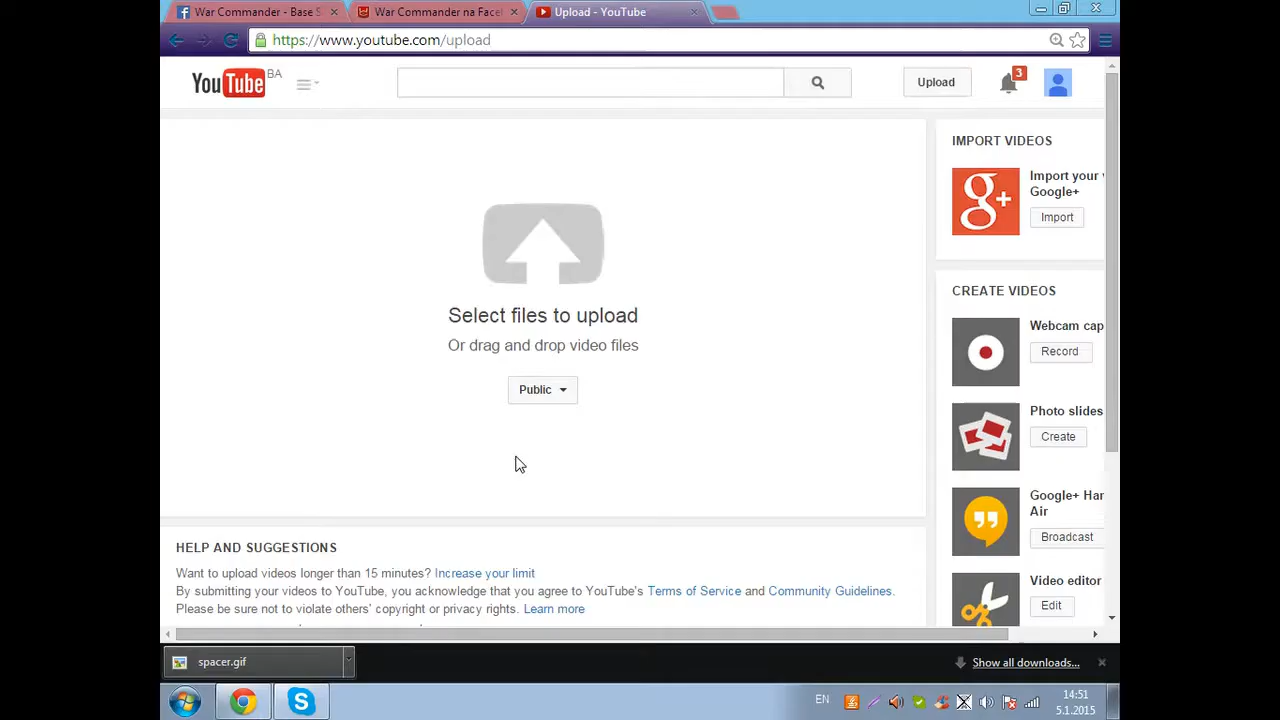 War Commander - Base S
War Commander na Facel
Upload - YouTube
https://www.youtube.com/upload
YouTube BA
Upload
3
IMPORT VIDEOS
Import your
Google+
Import
Select files to upload
Or drag and drop video files
Public
CREATE VIDEOS
Webcam cap
Record
Photo slides
Create
Google+ Han
Air
Broadcast
Video editor
Edit
HELP AND SUGGESTIONS
Want to upload videos longer than 15 minutes? Increase your limit
By submitting your videos to YouTube, you acknowledge that you agree to YouTube's Terms of Service and Community Guidelines.
Please be sure not to violate others' copyright or privacy rights. Learn more
spacer.gif
Show all downloads...
EN
14:51
5.1.2015